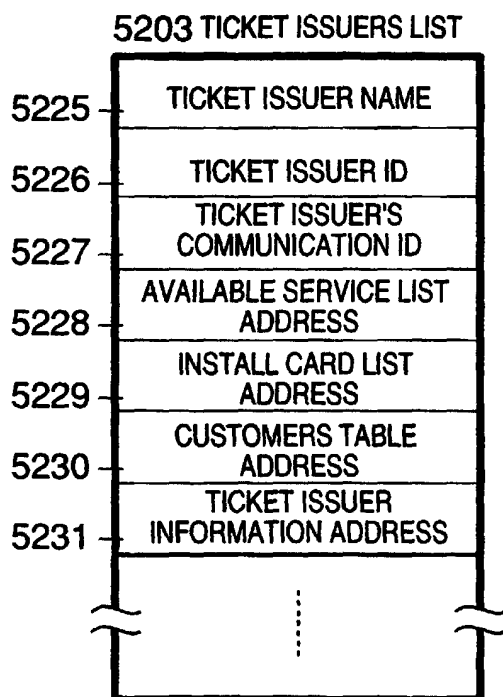 5203 TICKET ISSUERS LIST
5225 TICKET ISSUER NAME
5226 TICKET ISSUER ID
5227 TICKET ISSUER'S
COMMUNICATION ID
5228 AVAILABLE SERVICE LIST
ADDRESS
5229 INSTALL CARD LIST
ADDRESS
5230 CUSTOMERS TABLE
ADDRESS
5231 TICKET ISSUER
INFORMATION ADDRESS